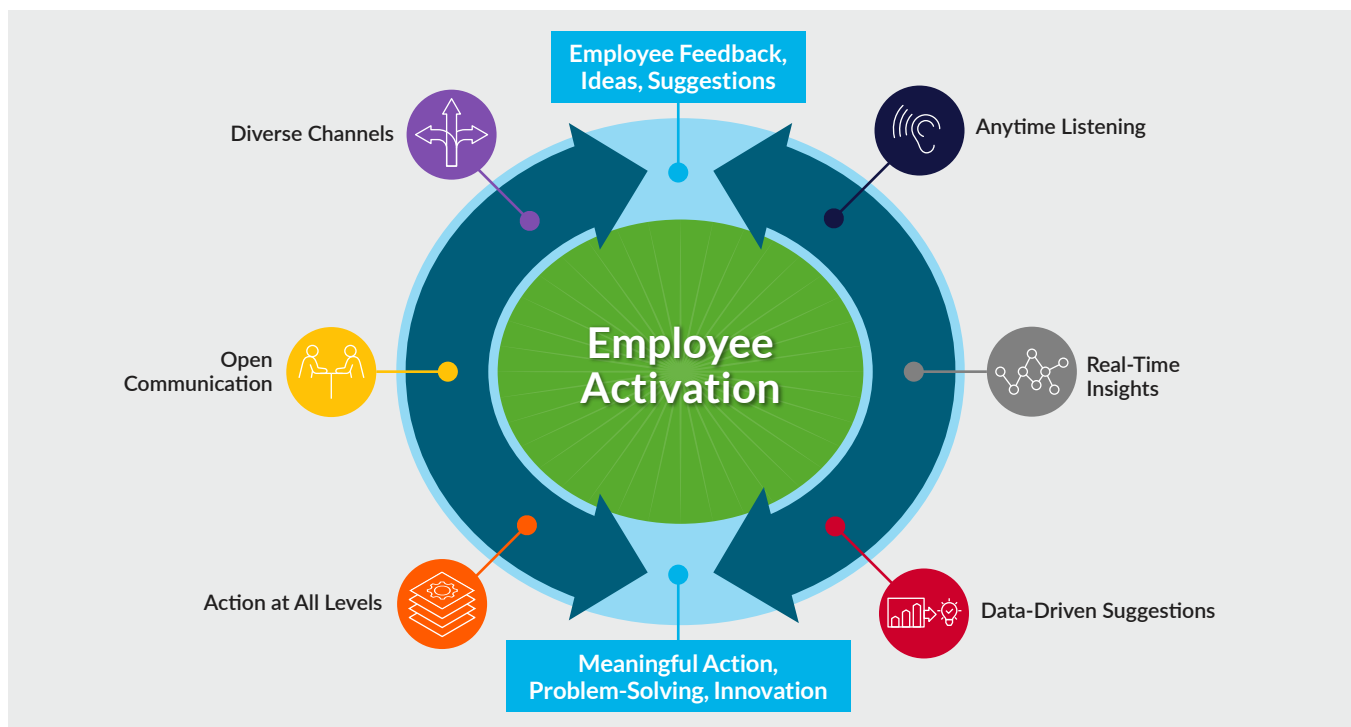 Employee Feedback,
Ideas, Suggestions
Diverse Channels
Anytime Listening
Employee
Activation
Open
Communication
Real-Time
Insights
Action at All Levels
Data-Driven Suggestions
Meaningful Action,
Problem-Solving, Innovation